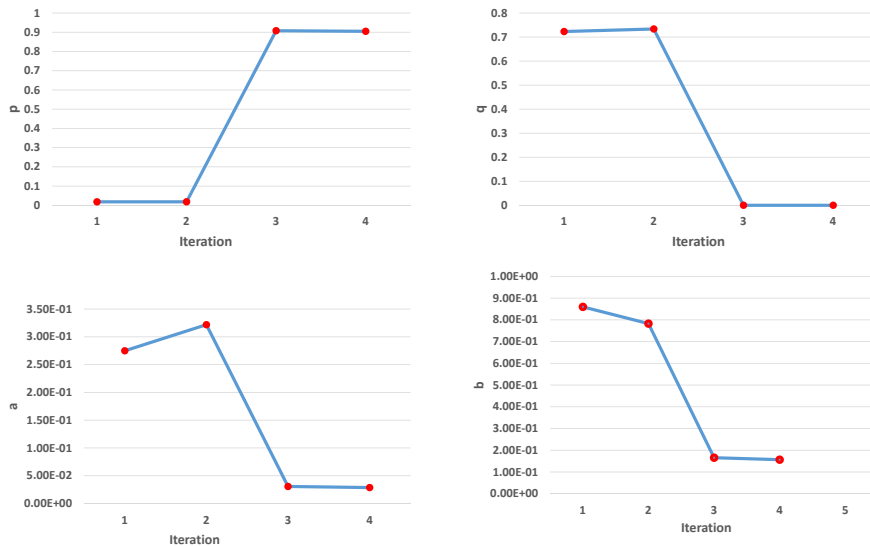 1
0.9
0.8
0.7
0.6
0.5
0.4
0.3
0.2
0.1
0
p
1 2 3 4
Iteration
0.8
0.7
0.6
0.5
0.4
0.3
0.2
0.1
0
q
1 2 3 4
Iteration
3.50E-01
3.00E-01
2.50E-01
2.00E-01
1.50E-01
1.00E-01
5.00E-02
0.00E+00
a
1 2 3 4
Iteration
1.00E+00
9.00E-01
8.00E-01
7.00E-01
6.00E-01
5.00E-01
4.00E-01
3.00E-01
2.00E-01
1.00E-01
0.00E+00
b
1 2 3 4 5
Iteration